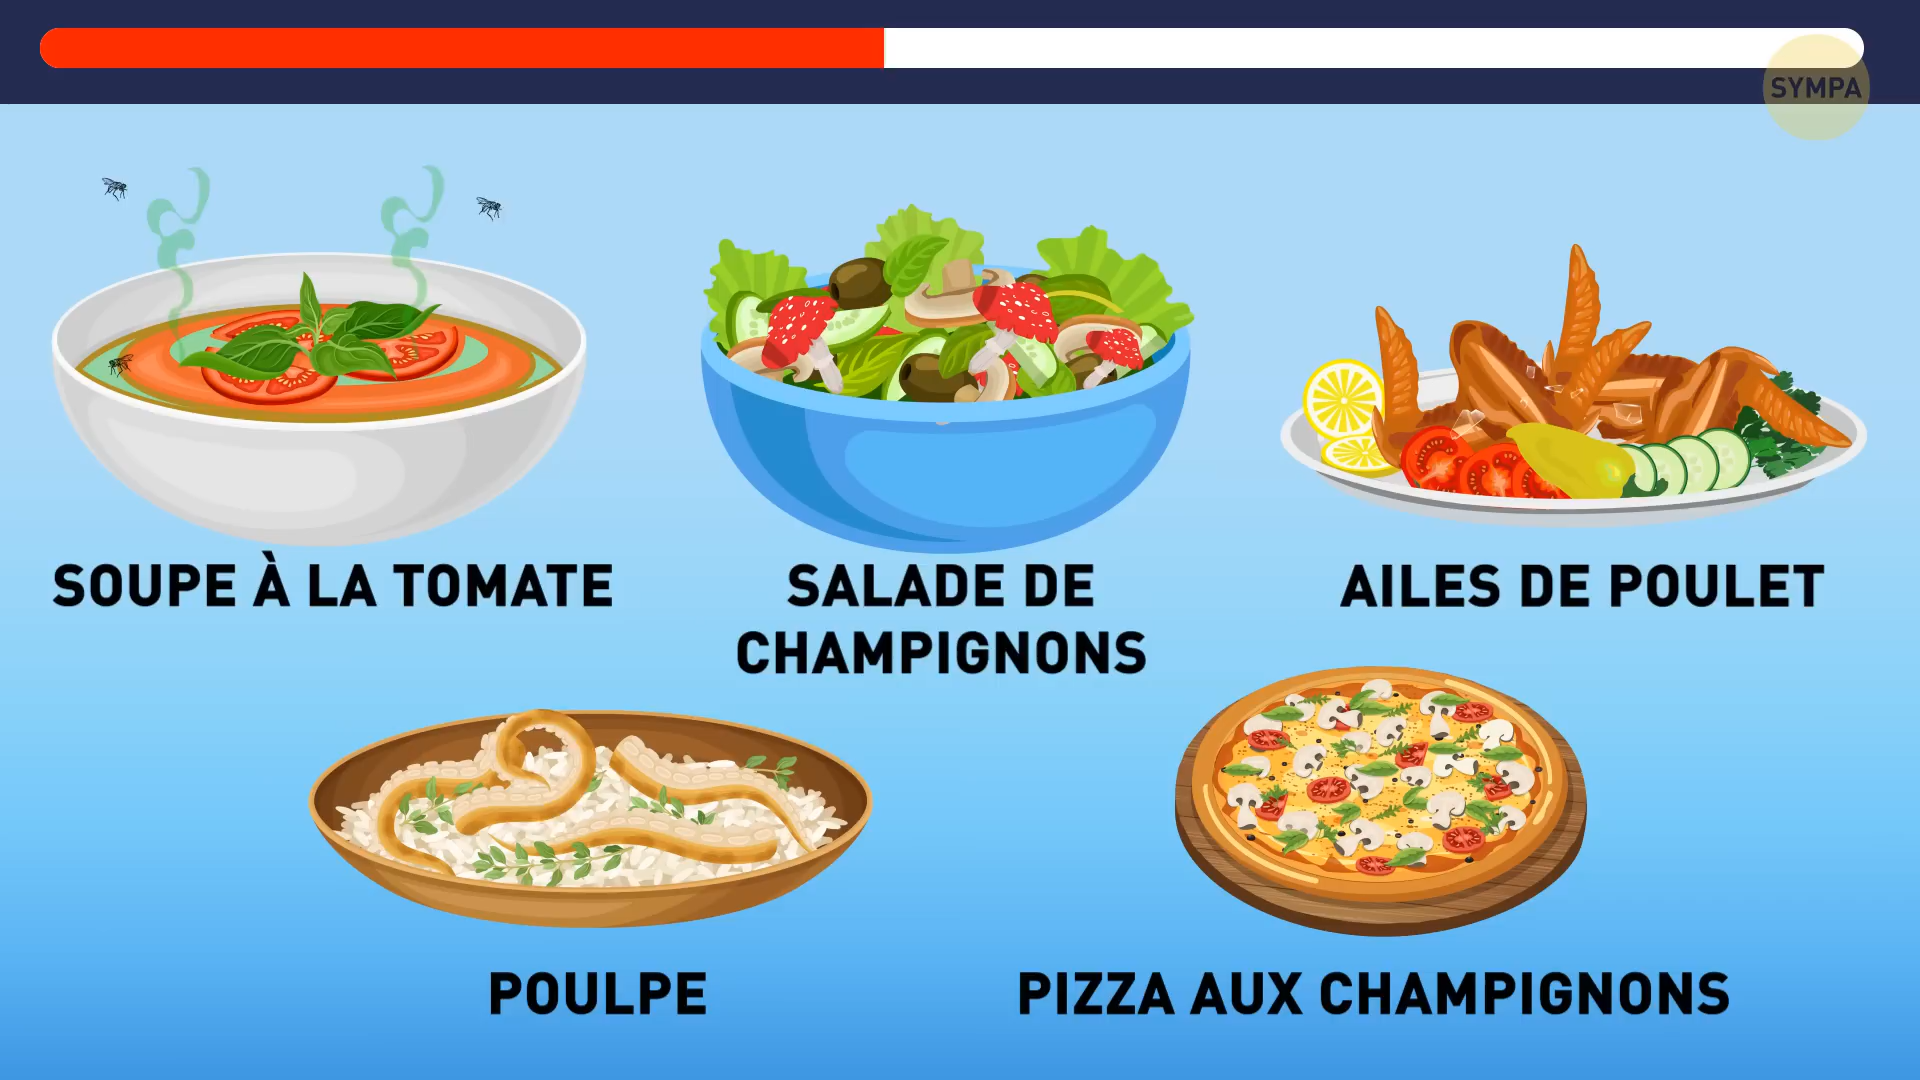 SYMPA
SOUPE À LA TOMATE
SALADE DE
CHAMPIGNONS
AILES DE POULET
POULPE
PIZZA AUX CHAMPIGNONS